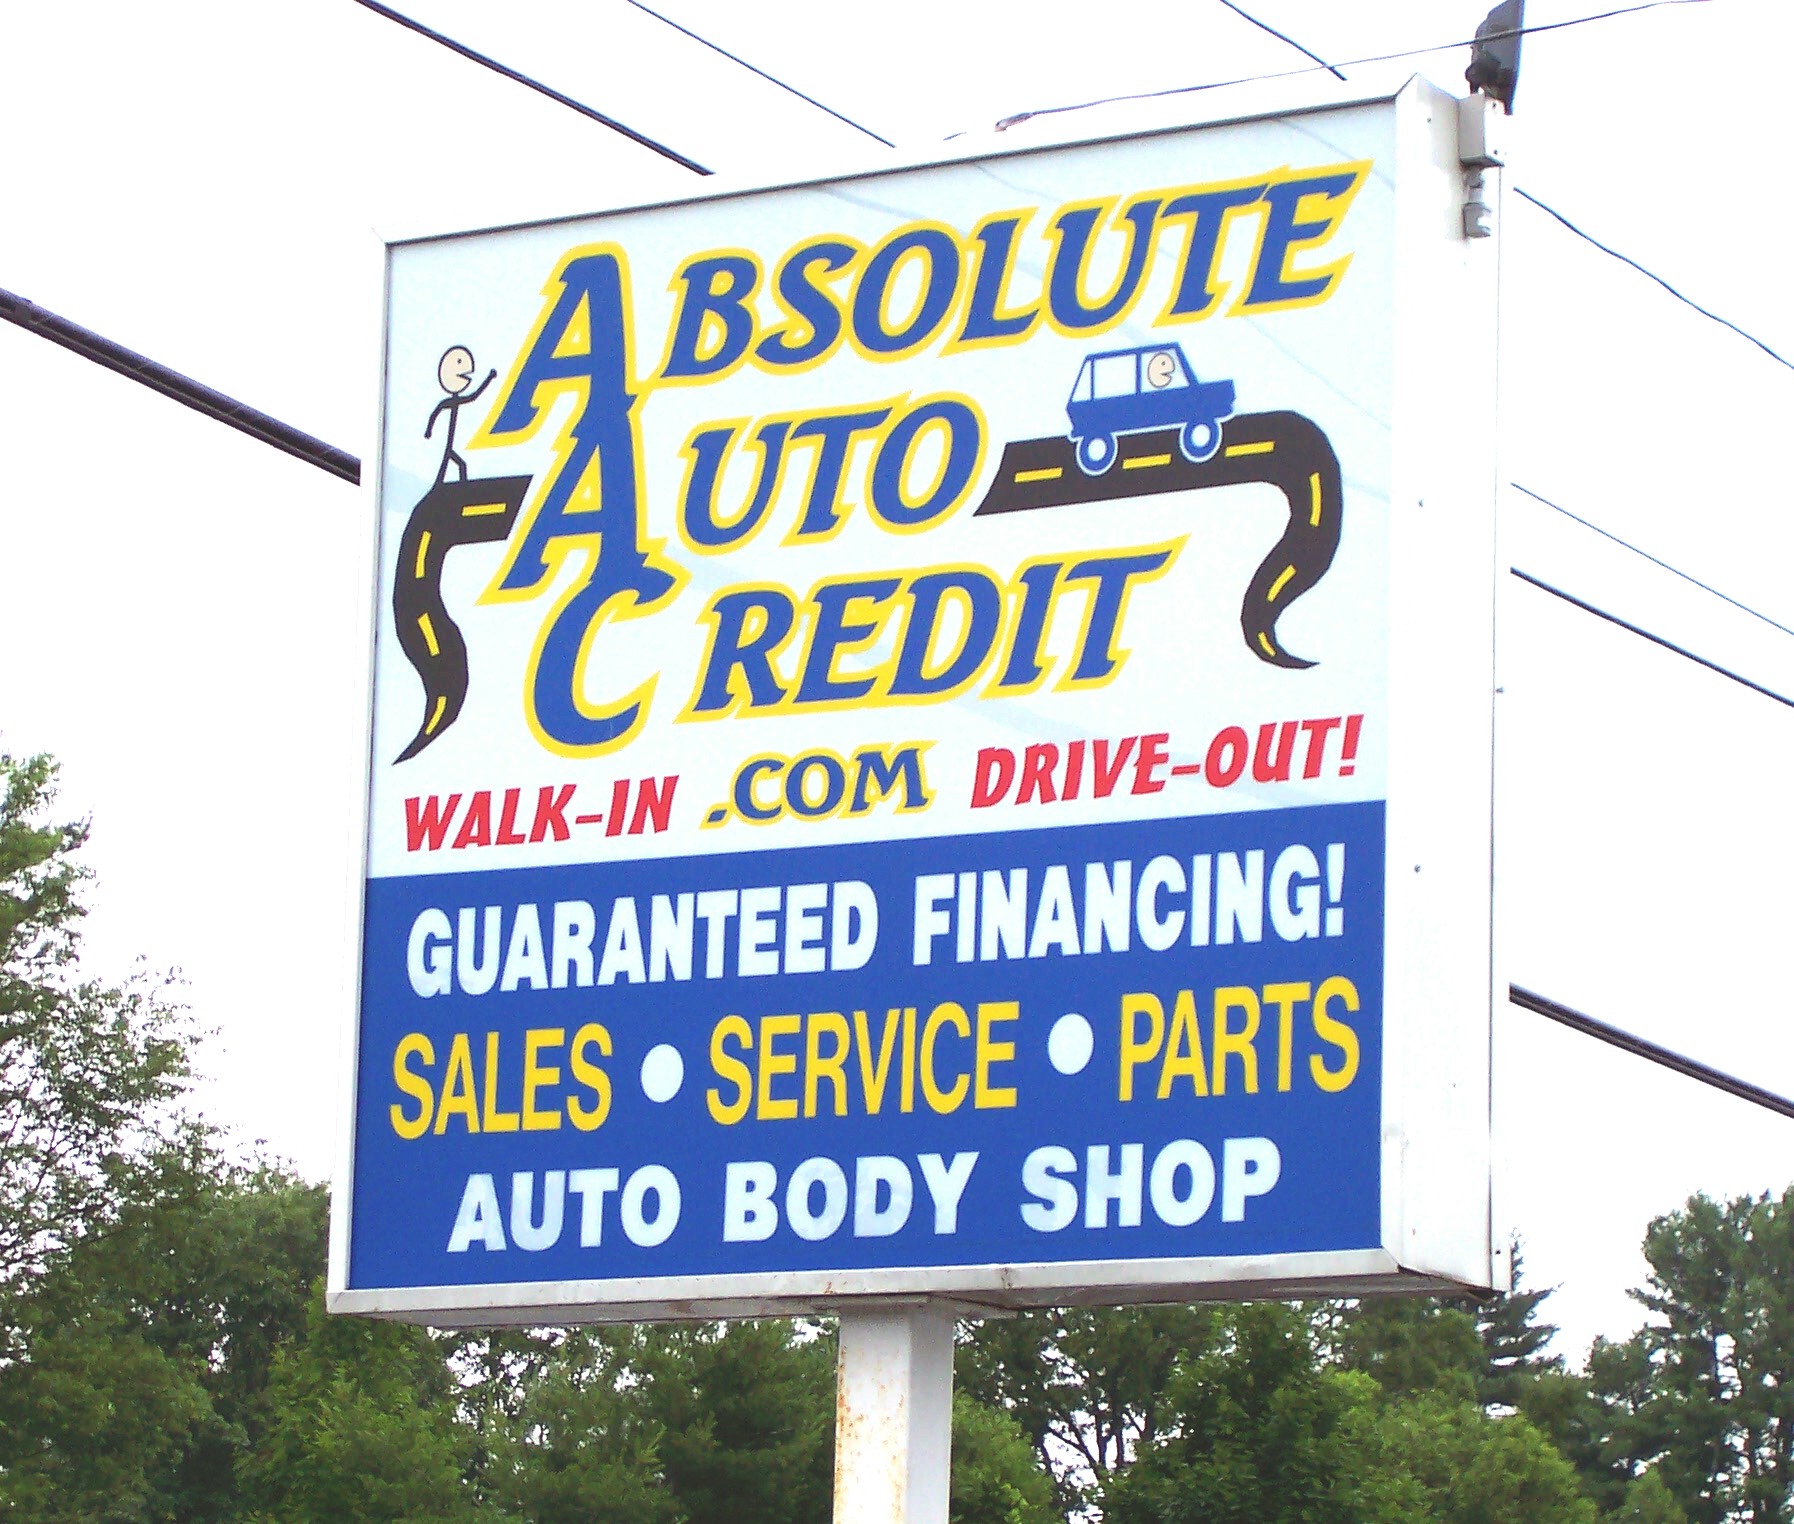 ABSOLUTE
AUTO
CREDIT
WALK-IN .COM DRIVE-OUT!
GUARANTEED FINANCING!
SALES • SERVICE • PARTS
AUTO BODY SHOP